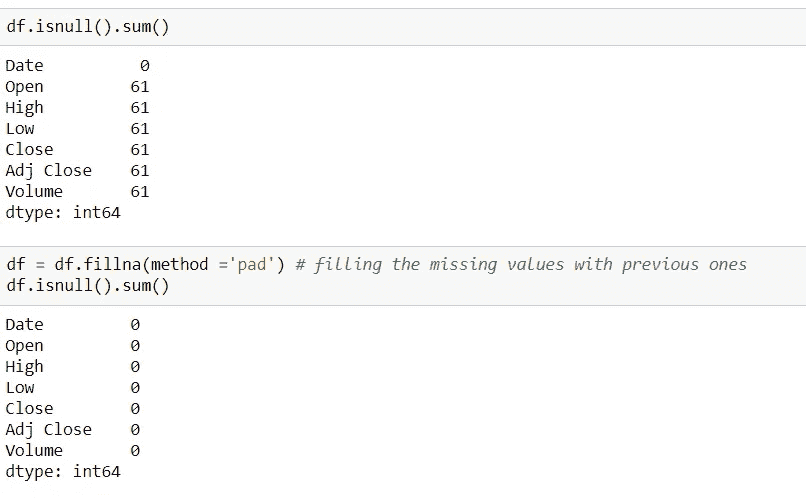 df.isnull().sum()
Date 0
Open 61
High 61
Low 61
Close 61
Adj Close 61
Volume 61
dtype: int64
df = df.fillna(method ='pad') # filling the missing values with previous ones
df.isnull().sum()
Date 0
Open 0
High 0
Low 0
Close 0
Adj Close 0
Volume 0
dtype: int64